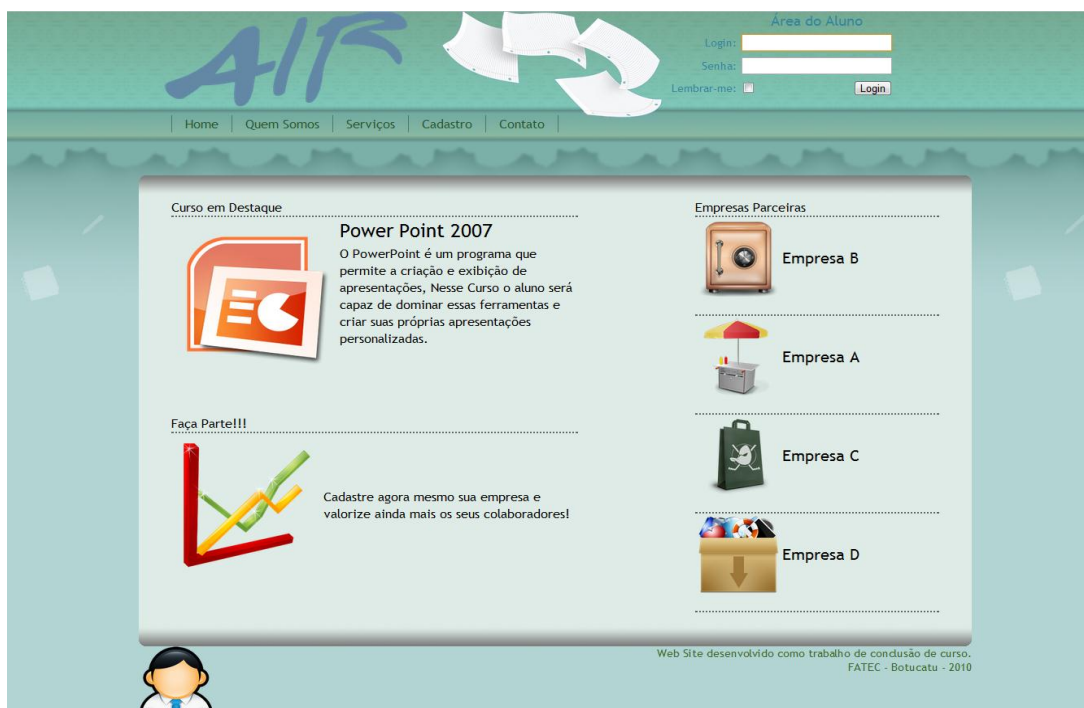 AIR
Área do Aluno
Login:
Senha:
Lembrar-me:
Login
Home
Quem Somos
Serviços
Cadastro
Contato
Curso em Destaque
Power Point 2007
O PowerPoint é um programa que
permite a criação e exibição de
apresentações, Nesse Curso o aluno será
capaz de dominar essas ferramentas e
criar suas próprias apresentações
personalizadas.
Faça Parte!!!
Cadastre agora mesmo sua empresa e
valorize ainda mais os seus colaboradores!
Empresas Parceiras
Empresa B
Empresa A
Empresa C
Empresa D
Web Site desenvolvido como trabalho de conclusão de curso.
FATEC - Botucatu - 2010